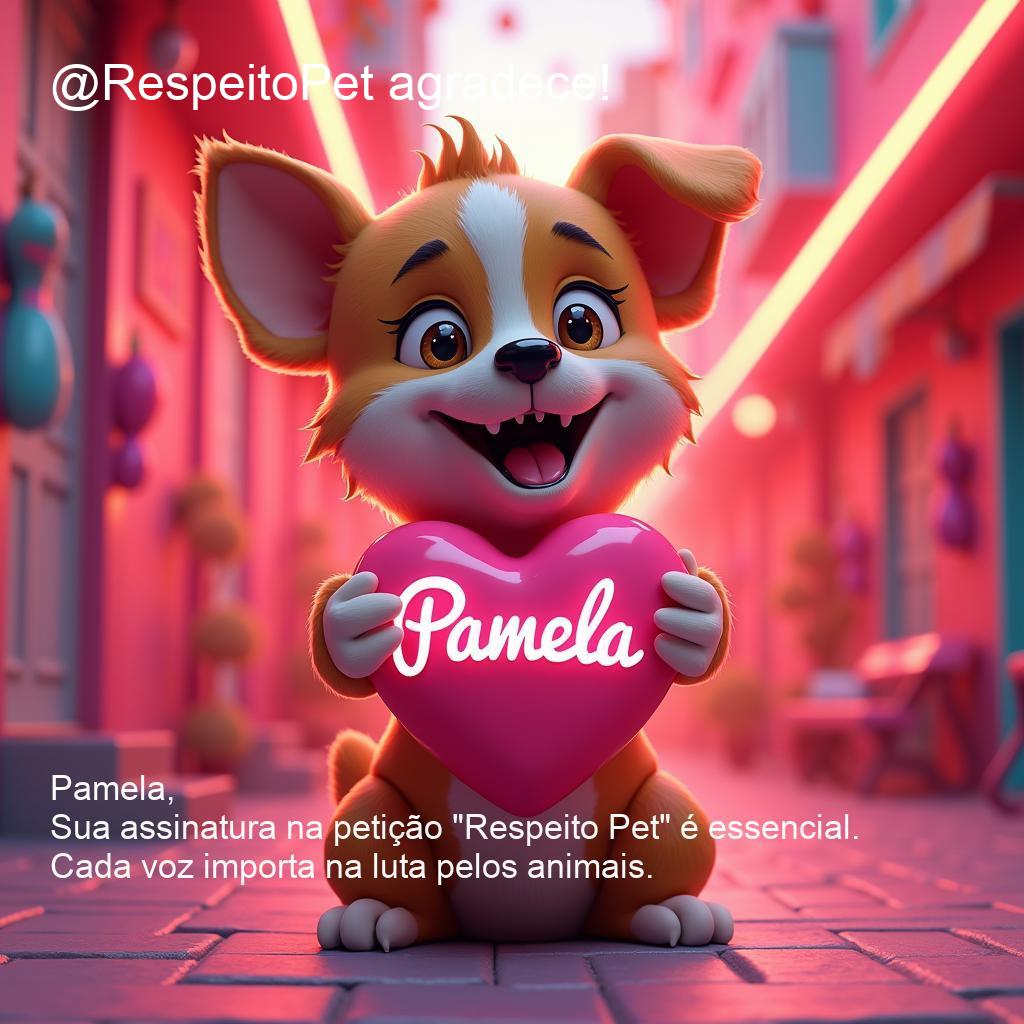 @RespeitoPet agradece!
Pamela
Pamela,
Sua assinatura na petição "Respeito Pet" é essencial.
Cada voz importa na luta pelos animais.